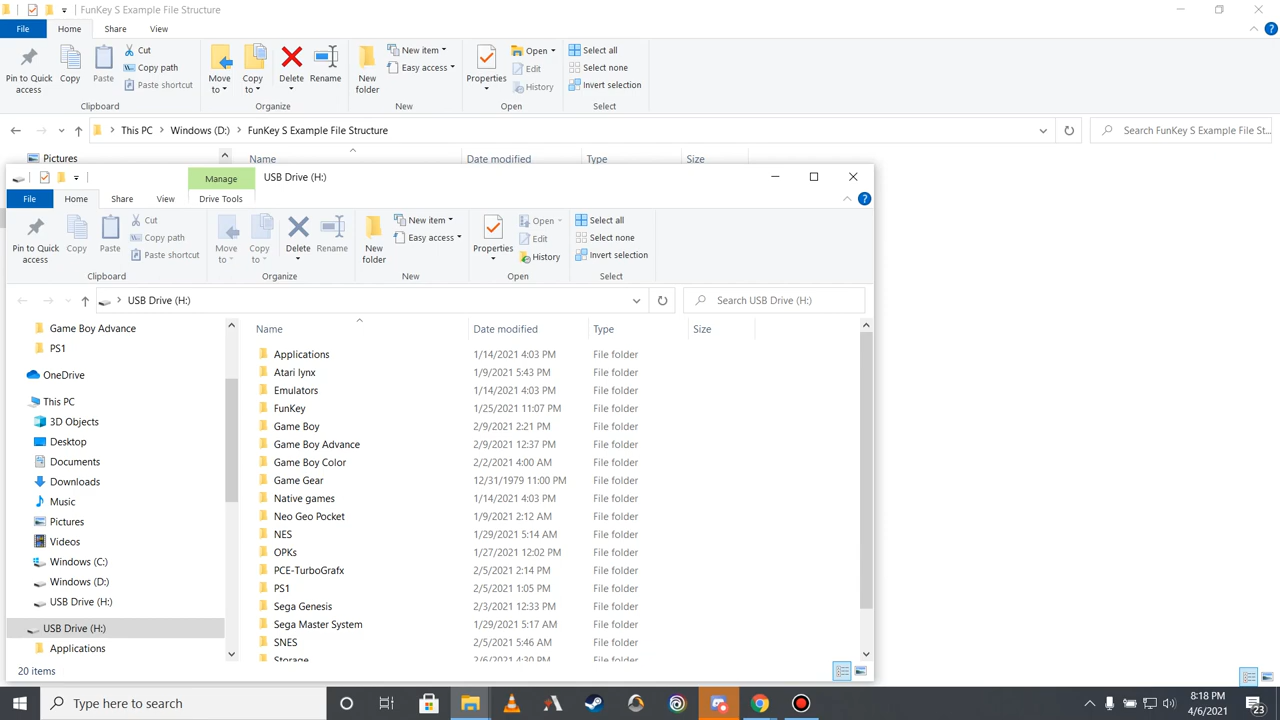 FunKey S Example File Structure
File Home Share View
Pin to Quick access
Copy
Paste
Cut
Copy path
Paste shortcut
Clipboard
Move to
Copy to
Delete
Rename
Organize
New folder
New item
Easy access
New
Properties
Open
Edit
History
Open
Select all
Select none
Invert selection
Select
This PC Windows (D:) FunKey S Example File Structure
Search FunKey S Example File St...
Pictures
Name Date modified Type Size
Manage
USB Drive (H:)
File Home Share View Drive Tools
Pin to Quick access
Copy
Paste
Cut
Copy path
Paste shortcut
Clipboard
Move to
Copy to
Delete
Rename
Organize
New folder
New item
Easy access
New
Properties
Open
Edit
History
Open
Select all
Select none
Invert selection
Select
USB Drive (H:)
Search USB Drive (H:)
Game Boy Advance
PS1
OneDrive
This PC
3D Objects
Desktop
Documents
Downloads
Music
Pictures
Videos
Windows (C:)
Windows (D:)
USB Drive (H:)
USB Drive (H:)
Applications
Name Date modified Type Size
Applications 1/14/2021 4:03 PM File folder
Atari lynx 1/9/2021 5:43 PM File folder
Emulators 1/14/2021 4:03 PM File folder
FunKey 1/25/2021 11:07 PM File folder
Game Boy 2/9/2021 2:21 PM File folder
Game Boy Advance 2/9/2021 12:37 PM File folder
Game Boy Color 2/2/2021 4:00 AM File folder
Game Gear 12/31/1979 11:00 PM File folder
Native games 1/14/2021 4:03 PM File folder
Neo Geo Pocket 1/9/2021 2:12 AM File folder
NES 1/29/2021 5:14 AM File folder
OPKs 1/27/2021 12:02 PM File folder
PCE-TurboGrafx 2/5/2021 2:14 PM File folder
PS1 2/5/2021 1:05 PM File folder
Sega Genesis 2/3/2021 12:33 PM File folder
Sega Master System 1/29/2021 5:17 AM File folder
SNES 2/5/2021 5:46 AM File folder
Storage 2/6/2021 4:30 PM File folder
20 items
Type here to search
8:18 PM
4/6/2021
23